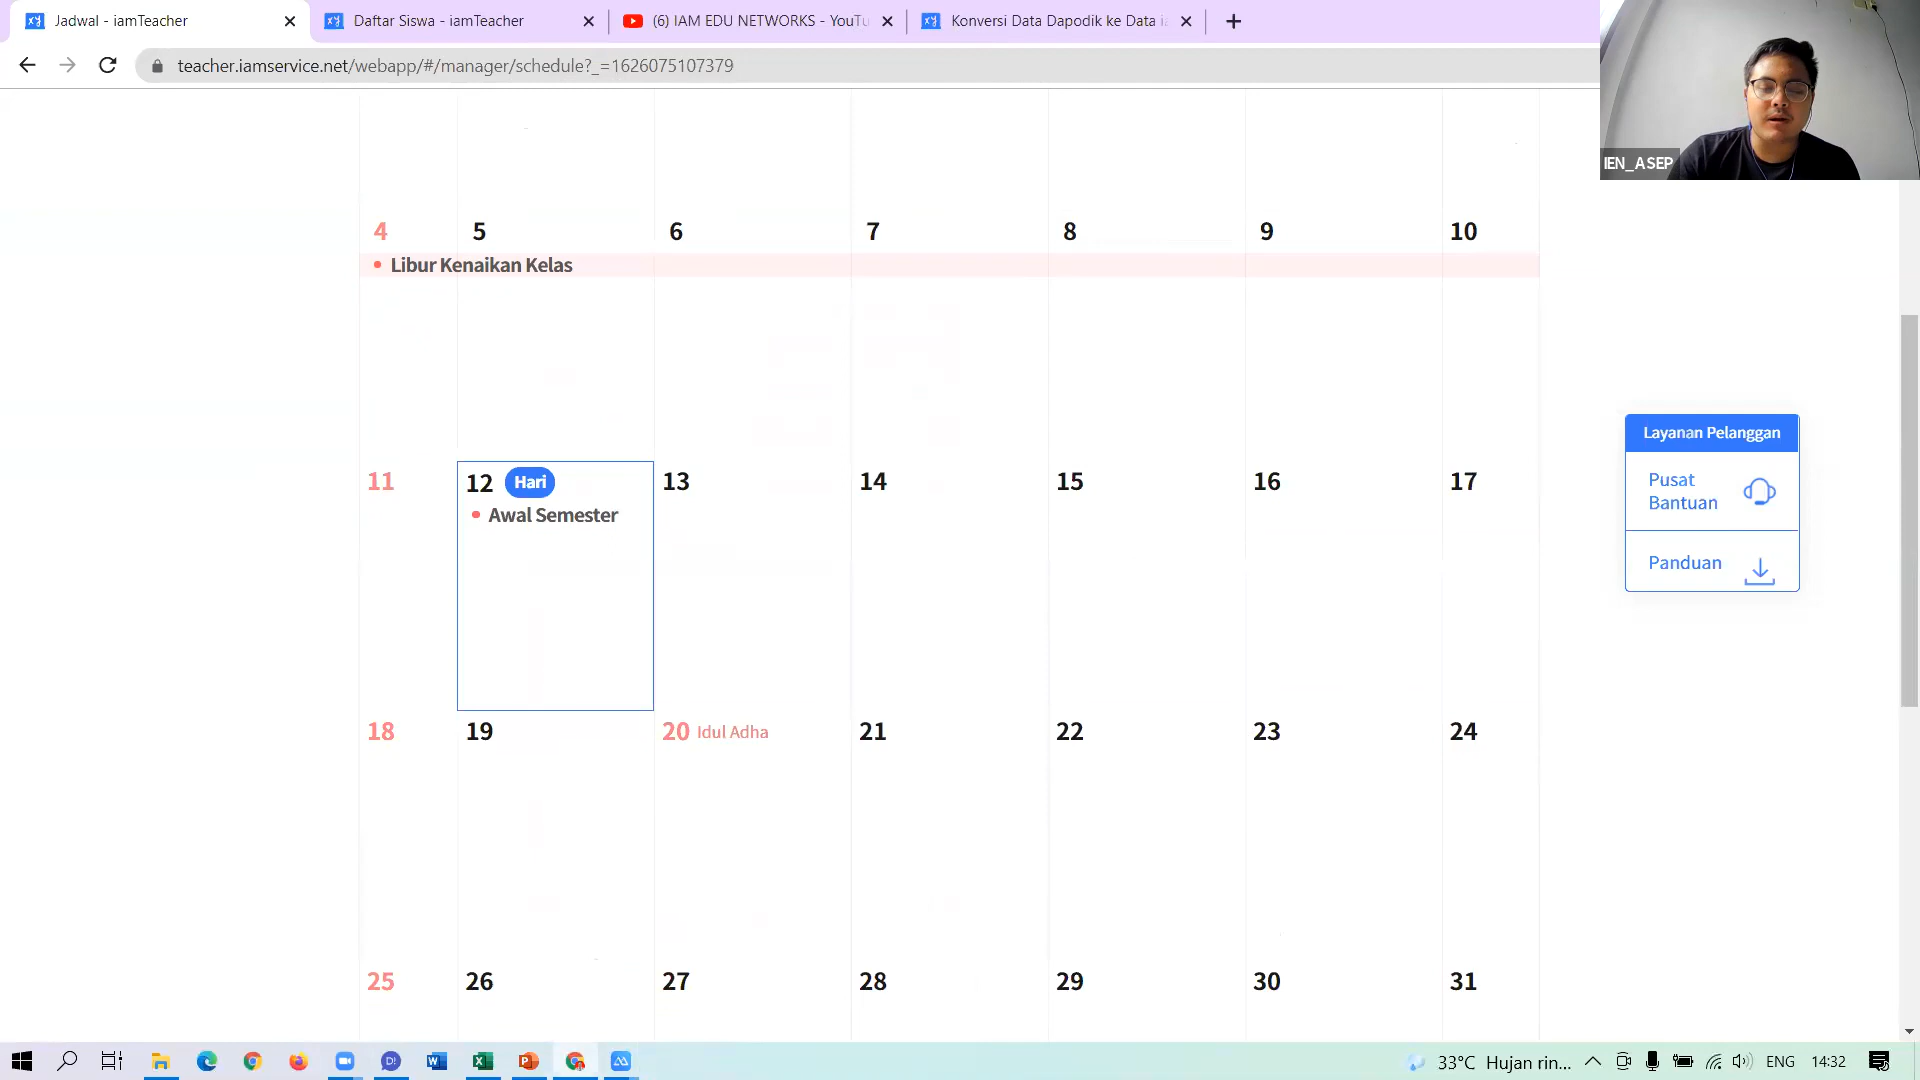 Jadwal - iamTeacher
Daftar Siswa - iamTeacher
(6) IAM EDU NETWORKS - YouTu
Konversi Data Dapodik ke Data ia
teacher.iamservice.net/webapp/#/manager/schedule?_=1626075107379
IEN_ASEP
4 5 6 7 8 9 10
Libur Kenaikan Kelas
11 12 Hari 13 14 15 16 17
Awal Semester
Layanan Pelanggan
Pusat
Bantuan
Panduan
18 19 20 Idul Adha 21 22 23 24
25 26 27 28 29 30 31
33°C Hujan rin... ENG 14:32